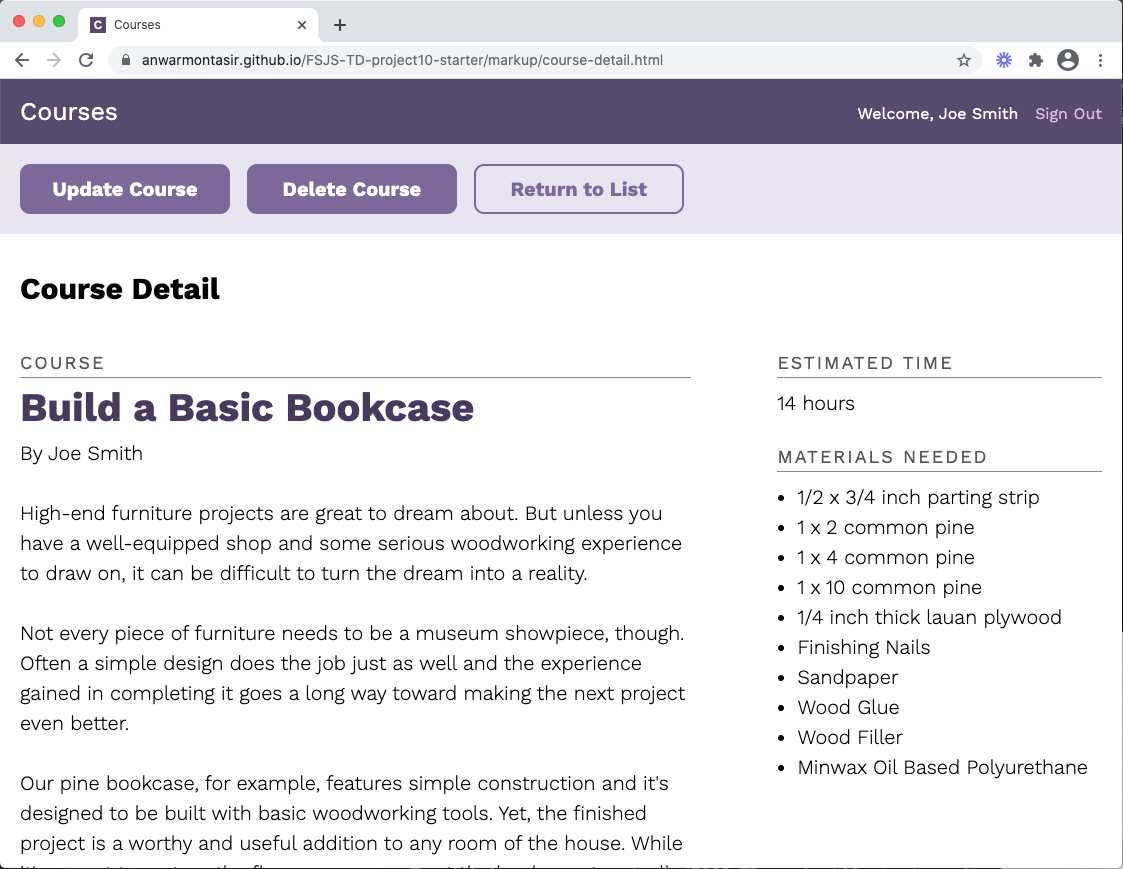 C Courses
anwarmontasir.github.io/FSJS-TD-project10-starter/markup/course-detail.html
Courses
Welcome, Joe Smith Sign Out
Update Course Delete Course Return to List
Course Detail
COURSE
Build a Basic Bookcase
By Joe Smith
High-end furniture projects are great to dream about. But unless you
have a well-equipped shop and some serious woodworking experience
to draw on, it can be difficult to turn the dream into a reality.
Not every piece of furniture needs to be a museum showpiece, though.
Often a simple design does the job just as well and the experience
gained in completing it goes a long way toward making the next project
even better.
Our pine bookcase, for example, features simple construction and it's
designed to be built with basic woodworking tools. Yet, the finished
project is a worthy and useful addition to any room of the house. While
ESTIMATED TIME
14 hours
MATERIALS NEEDED
1/2 x 3/4 inch parting strip
1 x 2 common pine
1 x 4 common pine
1 x 10 common pine
1/4 inch thick lauan plywood
Finishing Nails
Sandpaper
Wood Glue
Wood Filler
Minwax Oil Based Polyurethane